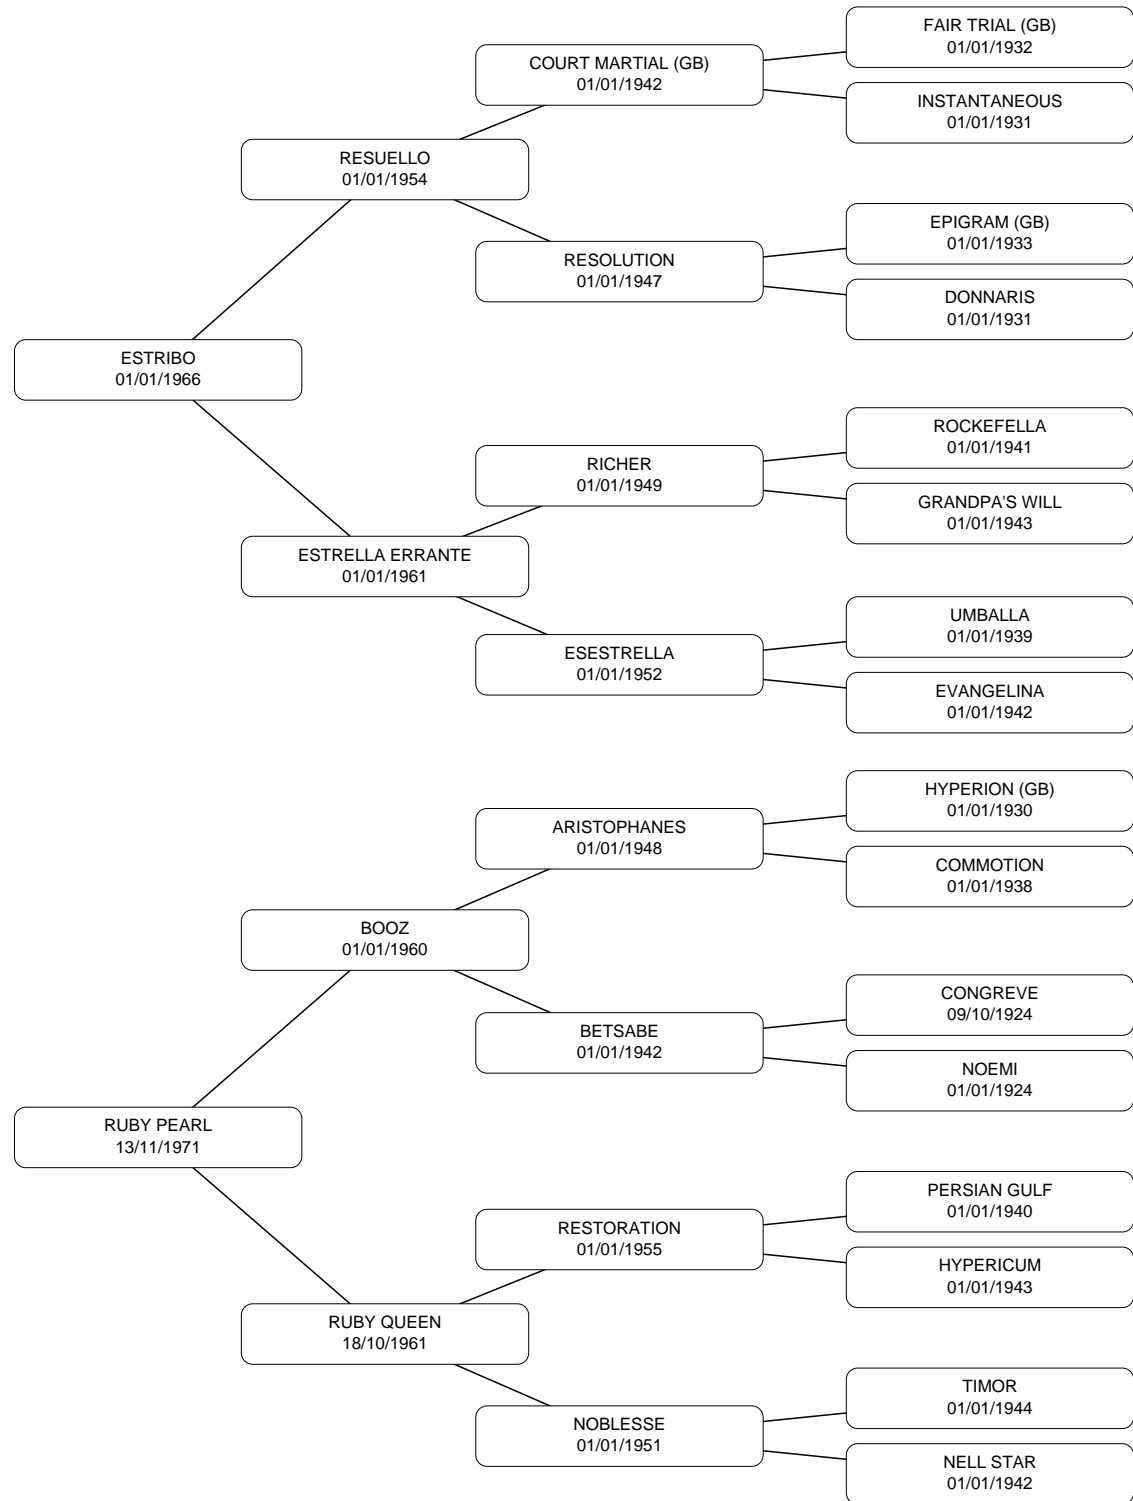 FAIR TRIAL (GB)
01/01/1932
COURT MARTIAL (GB)
01/01/1942
INSTANTANEOUS
01/01/1931
RESUELLO
01/01/1954
EPIGRAM (GB)
01/01/1933
RESOLUTION
01/01/1947
DONNARIS
01/01/1931
ESTRIBO
01/01/1966
ROCKEFELLA
01/01/1941
RICHER
01/01/1949
GRANDPA'S WILL
01/01/1943
ESTRELLA ERRANTE
01/01/1961
UMBALLA
01/01/1939
ESESTRELLA
01/01/1952
EVANGELINA
01/01/1942
HYPERION (GB)
01/01/1930
ARISTOPHANES
01/01/1948
COMMOTION
01/01/1938
BOOZ
01/01/1960
CONGREVE
09/10/1924
BETSABE
01/01/1942
NOEMI
01/01/1924
RUBY PEARL
13/11/1971
PERSIAN GULF
01/01/1940
RESTORATION
01/01/1955
HYPERICUM
01/01/1943
RUBY QUEEN
18/10/1961
TIMOR
01/01/1944
NOBLESSE
01/01/1951
NELL STAR
01/01/1942